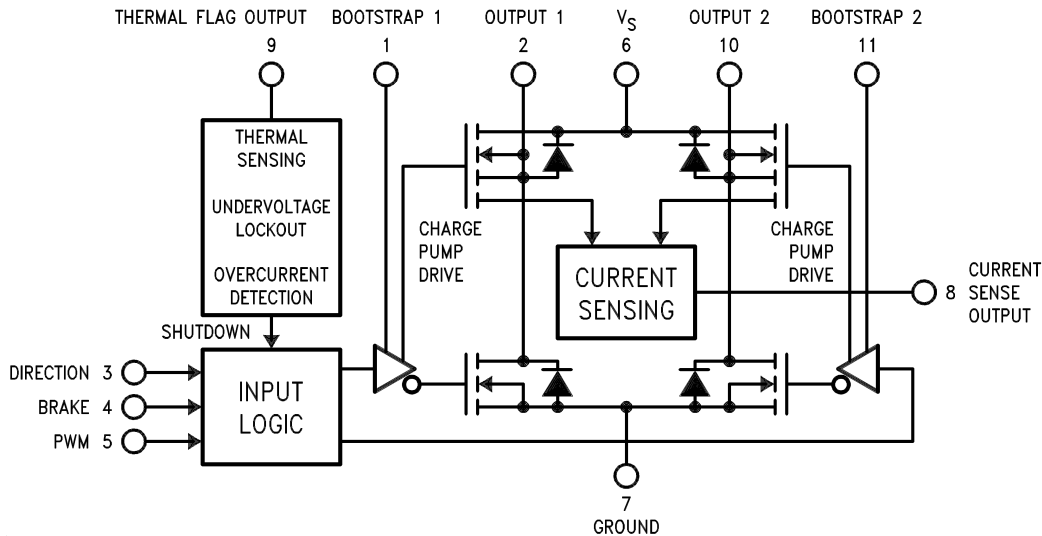 THERMAL FLAG OUTPUT
9
BOOTSTRAP 1
1
OUTPUT 1
2
VS
6
OUTPUT 2
10
BOOTSTRAP 2
11
THERMAL
SENSING
UNDERVOLTAGE
LOCKOUT
OVERCURRENT
DETECTION
CHARGE
PUMP
DRIVE
CURRENT
SENSING
CHARGE
PUMP
DRIVE
8 CURRENT
SENSE
OUTPUT
SHUTDOWN
DIRECTION 3
BRAKE 4
PWM 5
INPUT
LOGIC
7
GROUND